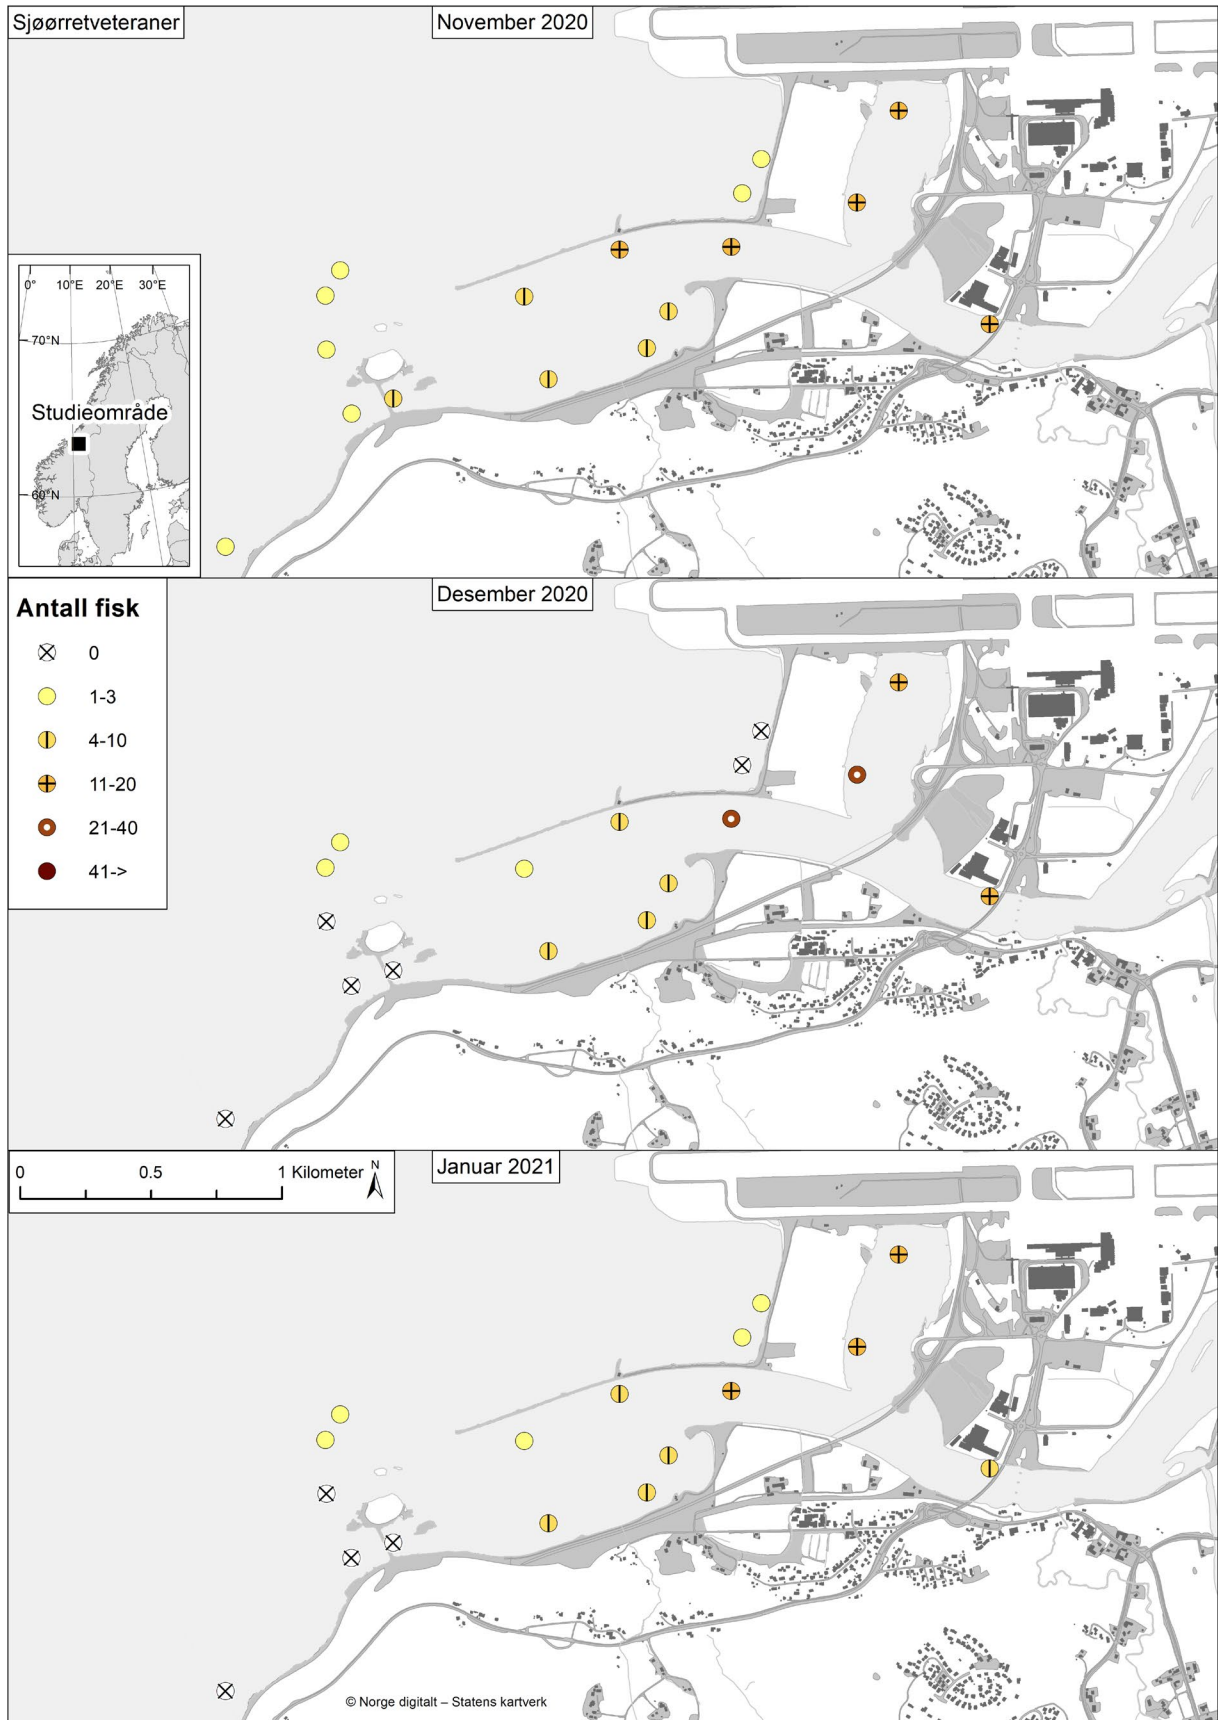 Sjøørretveteraner
November 2020
0° 10°E 20°E 30°E
70°N
Studieområde
60°N
Desember 2020
Antall fisk
0
1-3
4-10
11-20
21-40
41->
0 0.5 1 Kilometer N
Januar 2021
© Norge digitalt – Statens kartverk